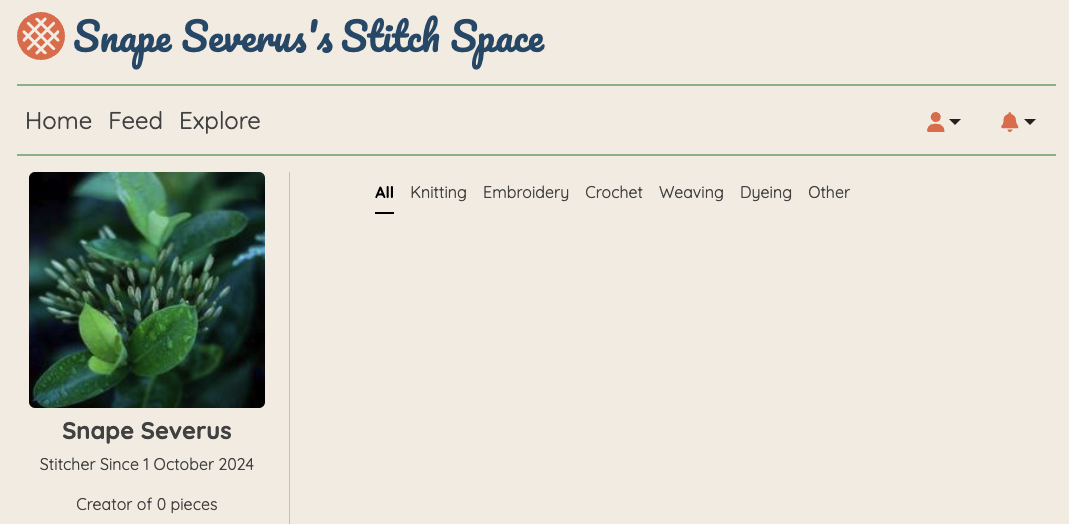 Snape Severus's Stitch Space
Home Feed Explore
All Knitting Embroidery Crochet Weaving Dyeing Other
Snape Severus
Stitcher Since 1 October 2024
Creator of 0 pieces